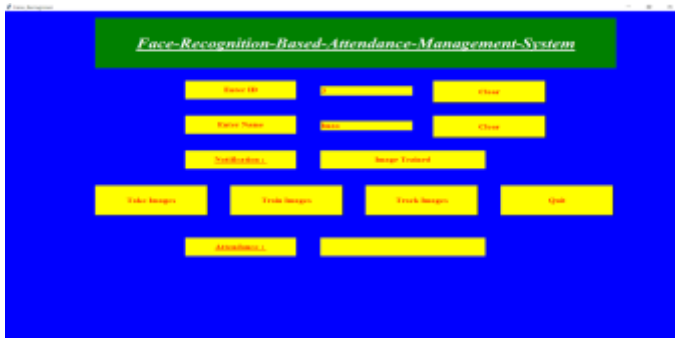 Face-Recognition-Based-Attendance-Management-System
Enter ID
Clear
Enter Name
Clear
Notification :
Image Trained
Take Images
Train Images
Track Images
Quit
Attendance :